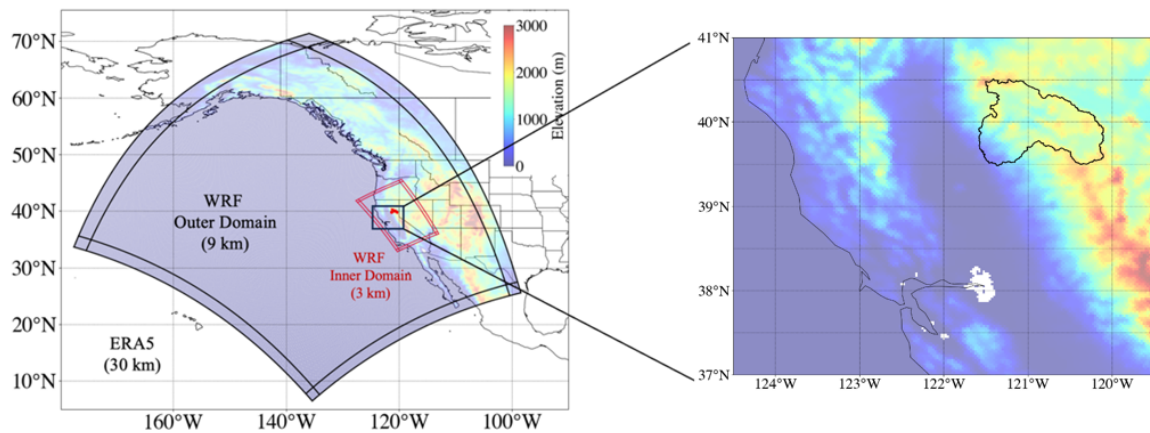 70°N
60°N
50°N
40°N
30°N
20°N
10°N
160°W
140°W
120°W
100°W
WRF
Outer Domain
(9 km)
WRF
Inner Domain
(3 km)
ERA5
(30 km)
3000
2000
1000
0
Elevation (m)
41°N
40°N
39°N
38°N
37°N
124°W
123°W
122°W
121°W
120°W